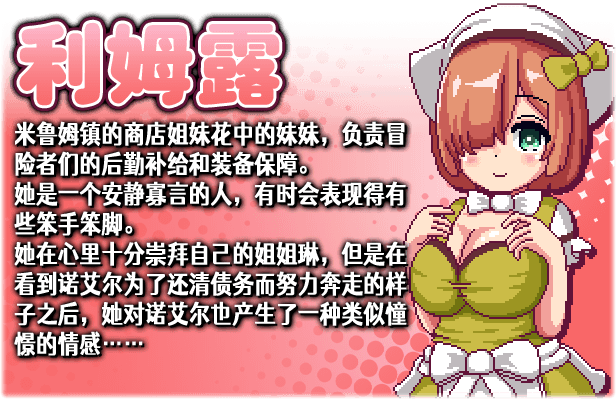 利姆露
米鲁姆镇的商店姐妹花中的妹妹，负责冒
险者们的后勤补给和装备保障。
她是一个安静寡言的人，有时会表现得有
些笨手笨脚。
她在心里十分崇拜自己的姐姐琳，但是在
看到诺艾尔为了还清债务而努力奔走的样
子之后，她对诺艾尔也产生了一种类似憧
憬的情感……